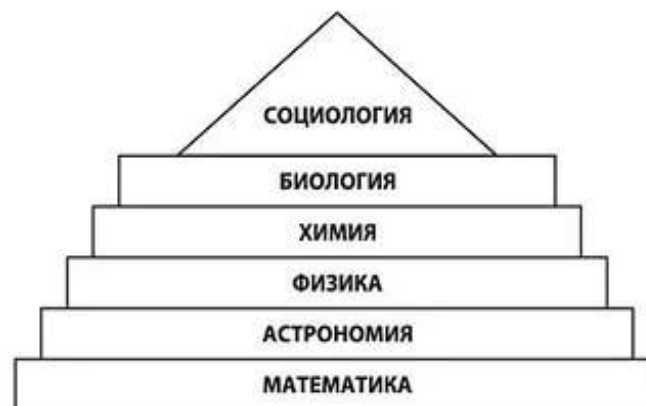 СОЦИОЛОГИЯ
БИОЛОГИЯ
ХИМИЯ
ФИЗИКА
АСТРОНОМИЯ
МАТЕМАТИКА